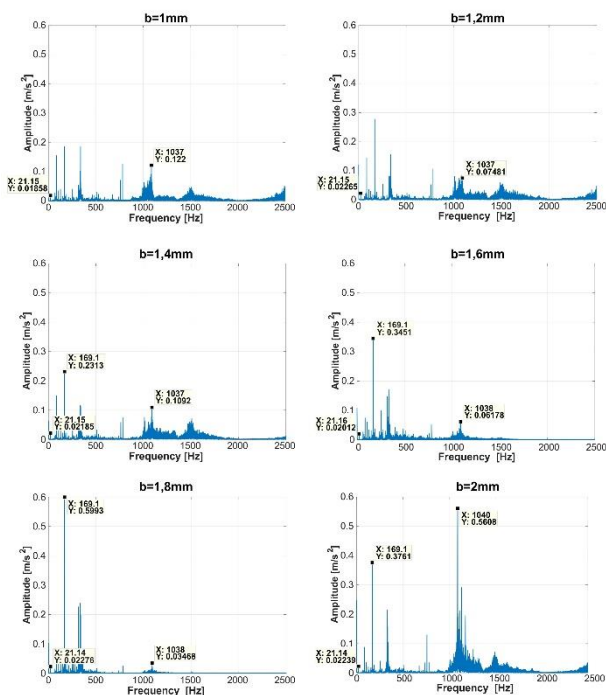 b=1mm
0.6
0.5
0.4
0.3
0.2
0.1
0
Amplitude [m/s²]
X: 21.15
Y: 0.01858
X: 1037
Y: 0.122
0 500 1000 1500 2000 2500
Frequency [Hz]
b=1,2mm
0.6
0.5
0.4
0.3
0.2
0.1
0
Amplitude [m/s²]
X: 21.15
Y: 0.02265
X: 1037
Y: 0.07481
0 500 1000 1500 2000 2500
Frequency [Hz]
b=1,4mm
0.6
0.5
0.4
0.3
0.2
0.1
0
Amplitude [m/s²]
X: 169.1
Y: 0.2313
X: 21.15
Y: 0.02185
X: 1037
Y: 0.1092
0 500 1000 1500 2000 2500
Frequency [Hz]
b=1,6mm
0.6
0.5
0.4
0.3
0.2
0.1
0
Amplitude [m/s²]
X: 169.1
Y: 0.3451
X: 21.16
Y: 0.02012
X: 1038
Y: 0.06178
0 500 1000 1500 2000 2500
Frequency [Hz]
b=1,8mm
0.6
0.5
0.4
0.3
0.2
0.1
0
Amplitude [m/s²]
X: 169.1
Y: 0.5993
X: 21.14
Y: 0.02276
X: 1038
Y: 0.03468
0 500 1000 1500 2000 2500
Frequency [Hz]
b=2mm
0.6
0.5
0.4
0.3
0.2
0.1
0
Amplitude [m/s²]
X: 1040
Y: 0.5608
X: 169.1
Y: 0.3761
X: 21.14
Y: 0.02239
0 500 1000 1500 2000 2500
Frequency [Hz]